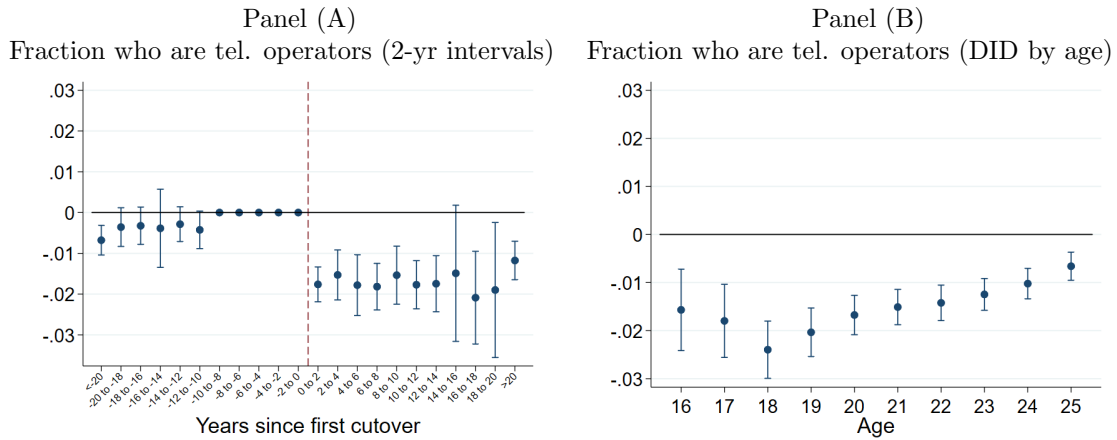 Panel (A)
Fraction who are tel. operators (2-yr intervals)
.03
.02
.01
0
-.01
-.02
-.03
<-20
-20 to -18
-18 to -16
-16 to -14
-14 to -12
-12 to -10
-10 to -8
-8 to -6
-6 to -4
-4 to -2
-2 to 0
0 to 2
2 to 4
4 to 6
6 to 8
8 to 10
10 to 12
12 to 14
14 to 16
16 to 18
18 to 20
>20
Years since first cutover
Panel (B)
Fraction who are tel. operators (DID by age)
.03
.02
.01
0
-.01
-.02
-.03
16 17 18 19 20 21 22 23 24 25
Age